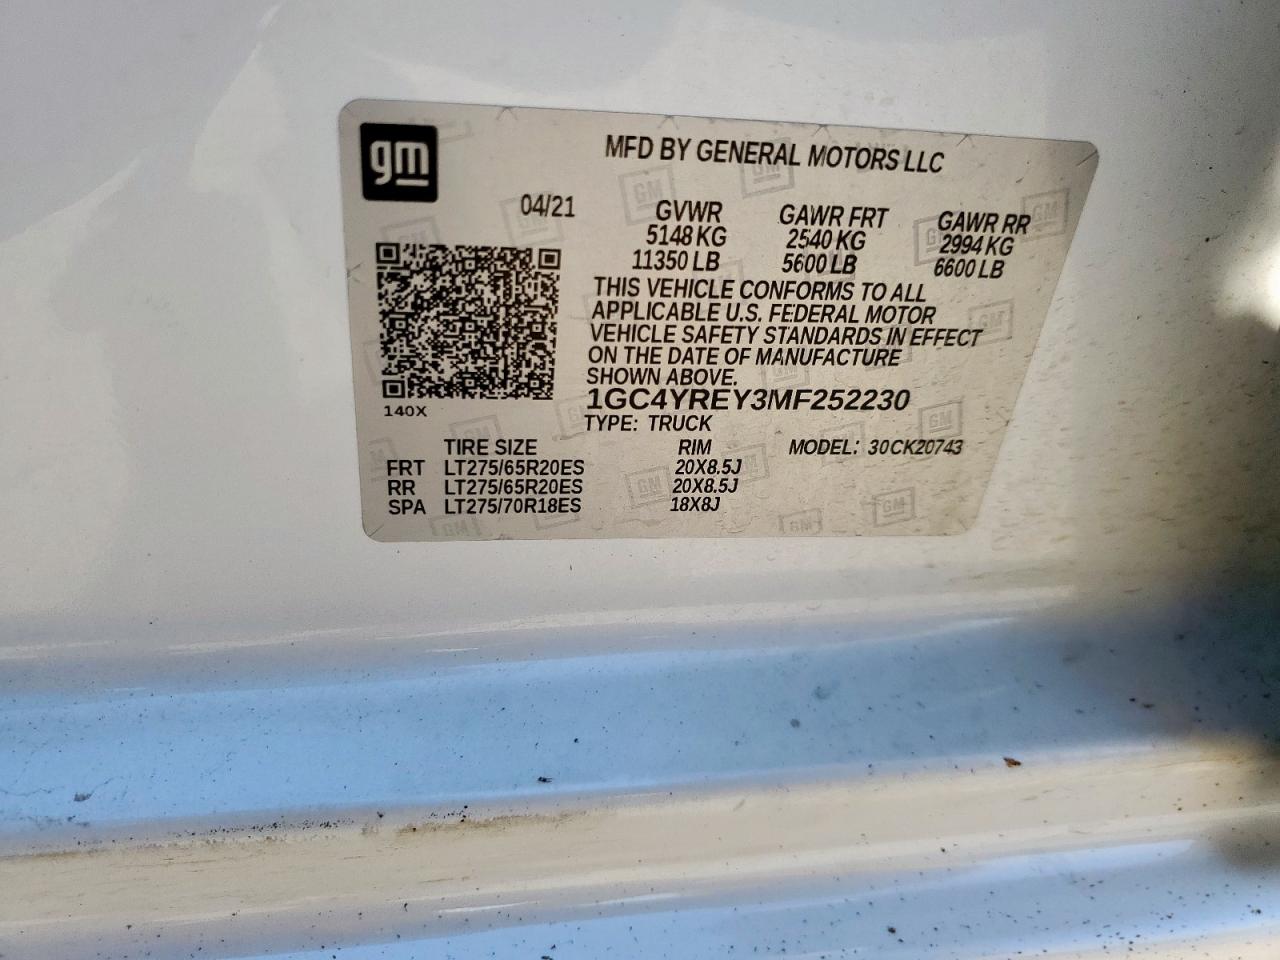 gm
MFD BY GENERAL MOTORS LLC
04/21
GVWR GAWR FRT GAWR RR
5148 KG 2540 KG 2994 KG
11350 LB 5600 LB 6600 LB
THIS VEHICLE CONFORMS TO ALL
APPLICABLE U.S. FEDERAL MOTOR
VEHICLE SAFETY STANDARDS IN EFFECT
ON THE DATE OF MANUFACTURE
SHOWN ABOVE.
1GC4YREY3MF252230
140X
TYPE: TRUCK
TIRE SIZE RIM MODEL: 30CK20743
FRT LT275/65R20ES 20X8.5J
RR LT275/65R20ES 20X8.5J
SPA LT275/70R18ES 18X8J